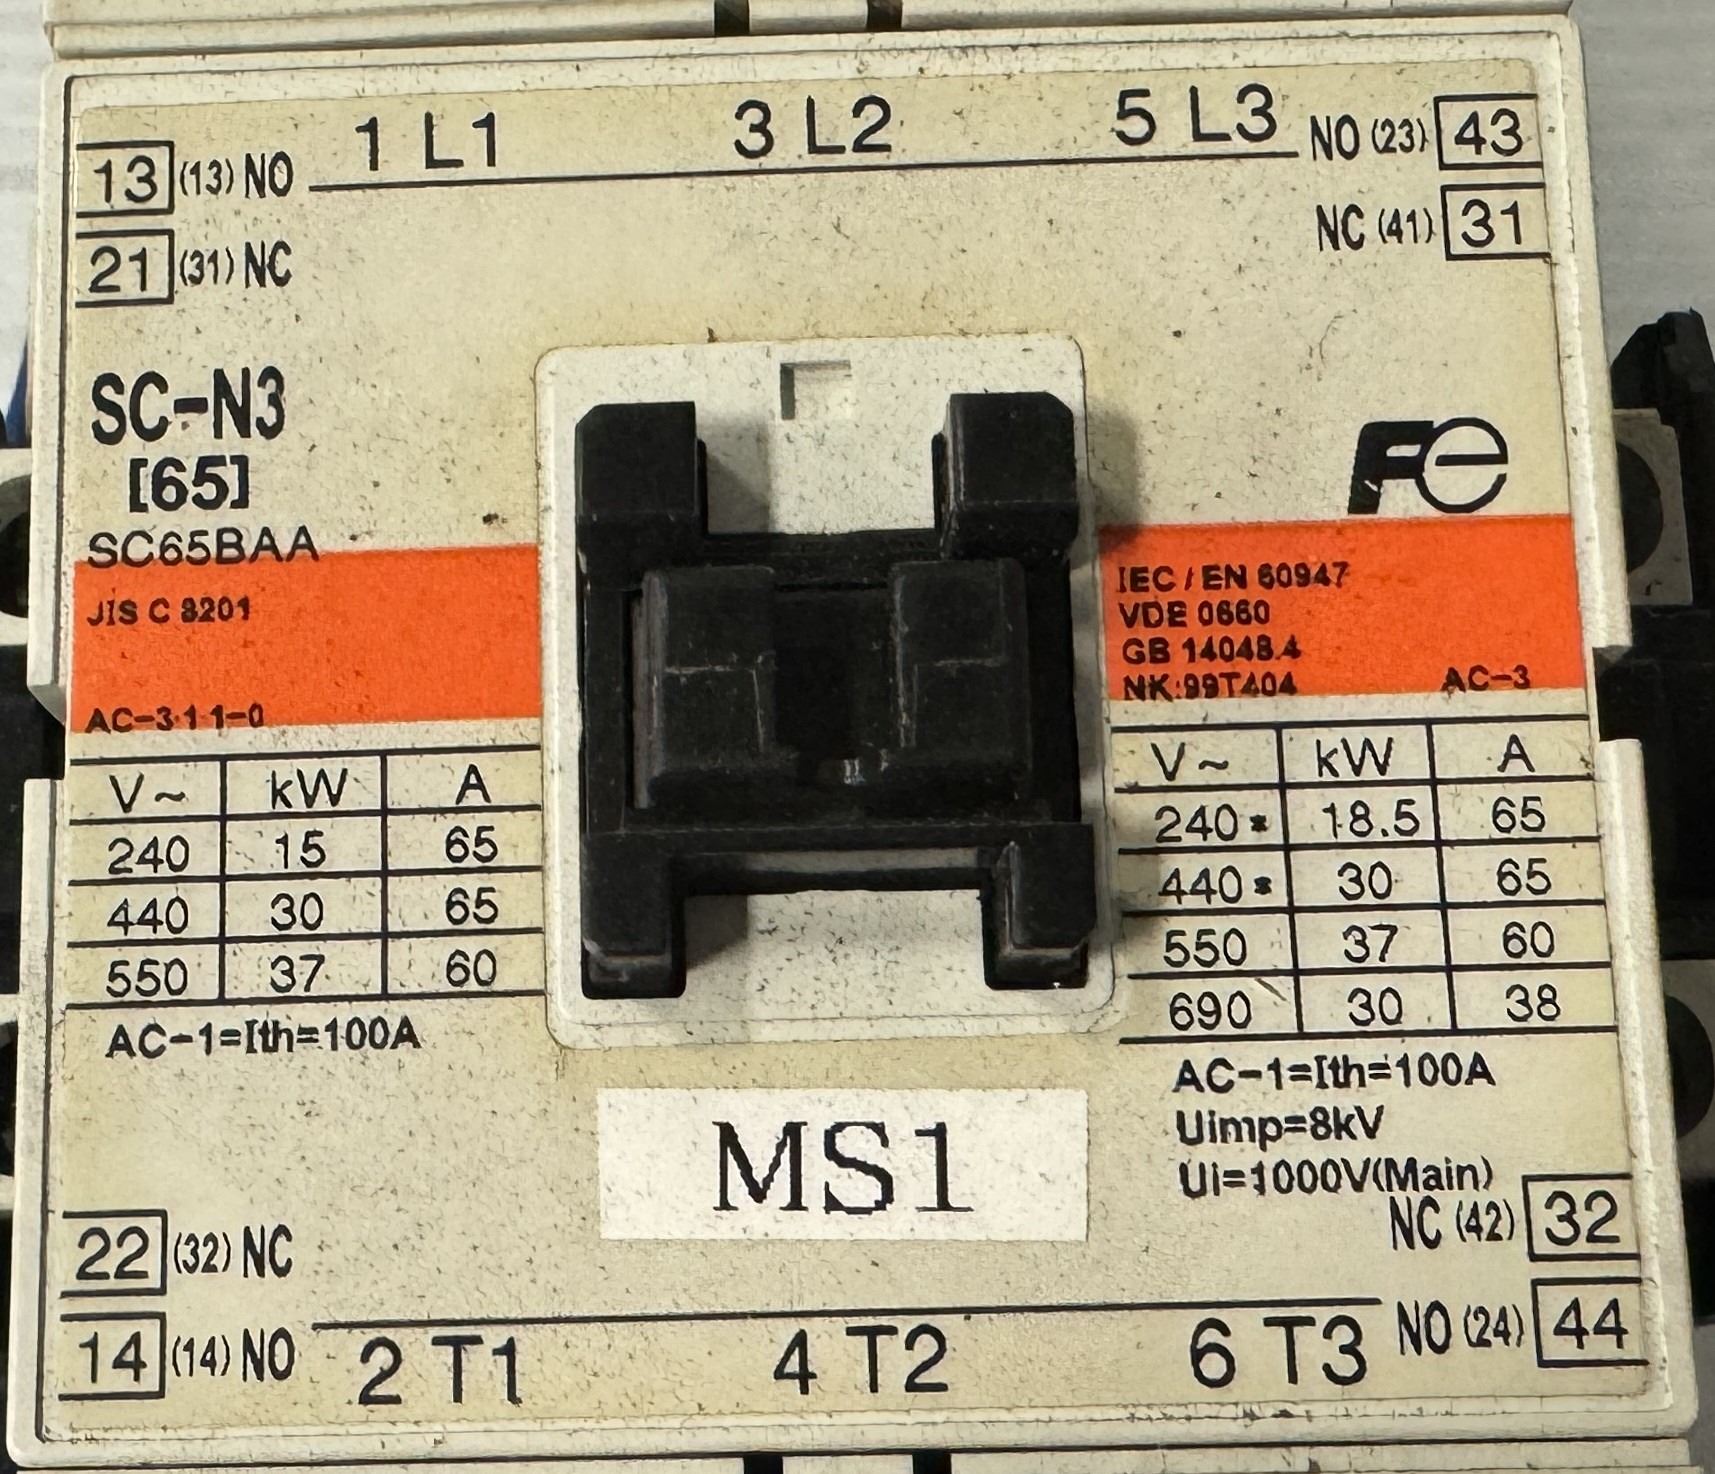 1 L1 3 L2 5 L3
13 (13) NO
NO (23) 43
21 (31) NC
NC (41) 31
SC-N3
[65]
SC65BAA
Fe
JIS C 8201
AC-3·1 1-0
IEC / EN 60947
VDE 0660
GB 14048.4
NK:99T404 AC-3
V~ kW A
240 15 65
440 30 65
550 37 60
AC-1=Ith=100A
V~ kW A
240* 18.5 65
440* 30 65
550 37 60
690 30 38
AC-1=Ith=100A
Uimp=8kV
Ui=1000V(Main)
MS1
22 (32) NC
NC (42) 32
14 (14) NO
NO (24) 44
2 T1 4 T2 6 T3